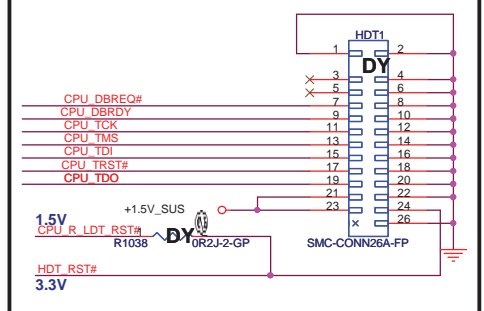 HDT1
1 2
DY
3 4
5 6
CPU_DBREQ# 7 8
CPU_DBRDY 9 10
CPU_TCK 11 12
CPU_TMS 13 14
CPU_TDI 15 16
CPU_TRST# 17 18
CPU_TDO 19 20
21 22
+1.5V_SUS 23 24
26
1.5V
CPU_R_LDT_RST# 1 DY
R1038 0R2J-2-GP SMC-CONN26A-FP
HDT_RST#
3.3V